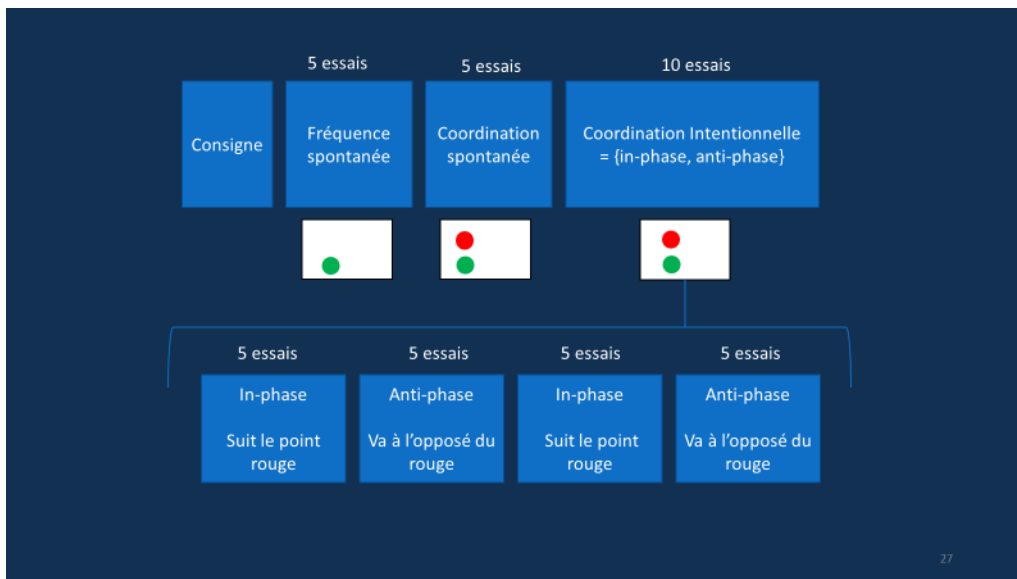 5 essais
5 essais
10 essais
Consigne
Fréquence
spontanée
Coordination
spontanée
Coordination Intentionnelle
= {in-phase, anti-phase}
5 essais
5 essais
5 essais
5 essais
In-phase
Suit le point
rouge
Anti-phase
Va à l’opposé du
rouge
In-phase
Suit le point
rouge
Anti-phase
Va à l’opposé du
rouge
27